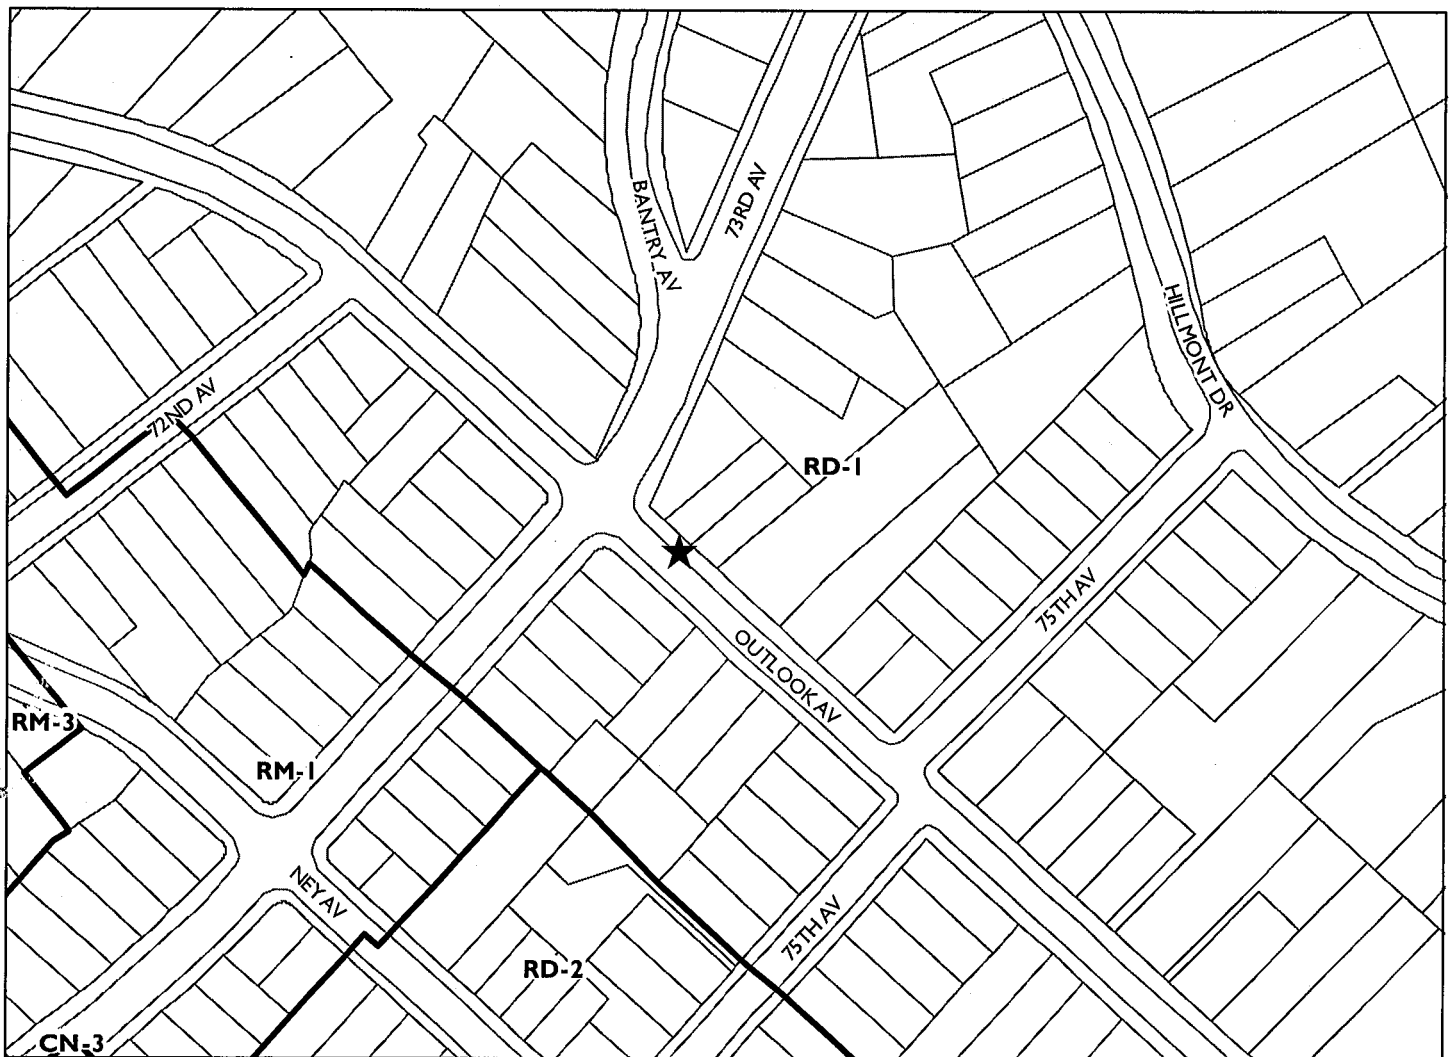 BANTRY AV
73RD AV
HILLMONT DR
72ND AV
RD-1
75TH AV
OUTLOOK AV
RM-3
RM-1
NEY AV
75TH AV
RD-2
CN-3